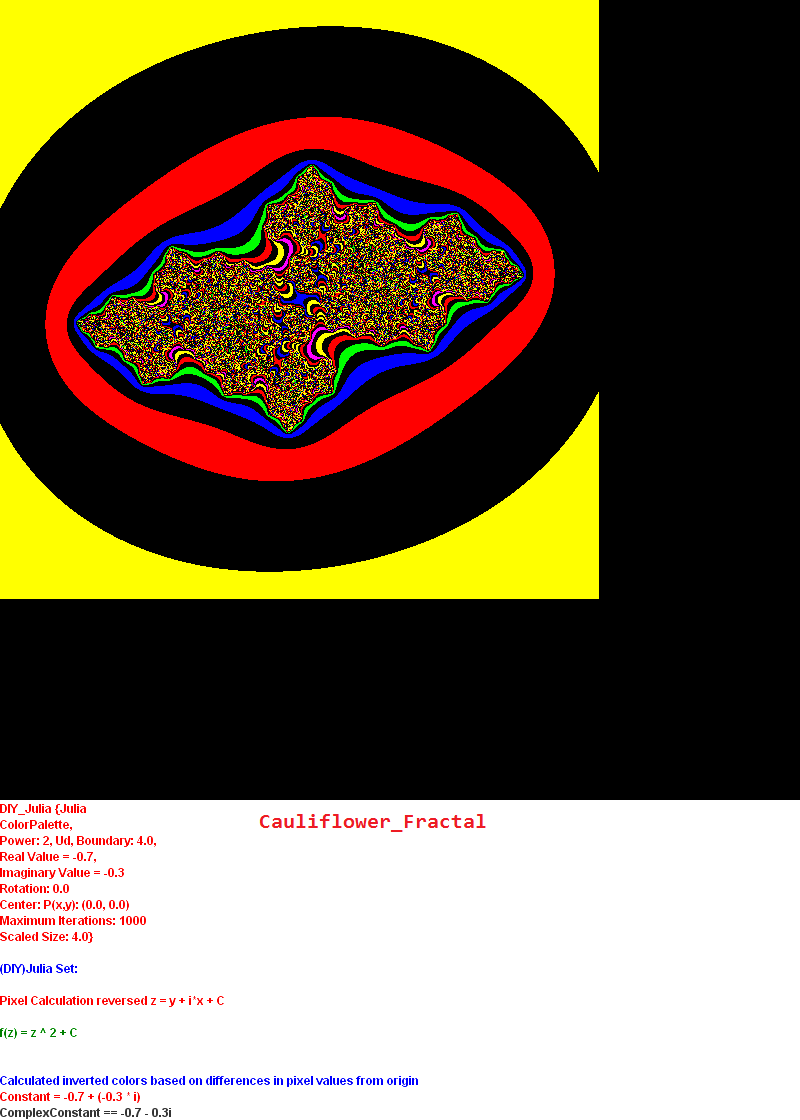 DIY_Julia {Julia
ColorPalette,
Cauliflower_Fractal
Power: 2, Ud, Boundary: 4.0,
Real Value = -0.7,
Imaginary Value = -0.3
Rotation: 0.0
Center: P(x,y): (0.0, 0.0)
Maximum Iterations: 1000
Scaled Size: 4.0}
(DIY)Julia Set:
Pixel Calculation reversed z = y + i*x + C
f(z) = z ^ 2 + C
Calculated inverted colors based on differences in pixel values from origin
Constant = -0.7 + (-0.3 * i)
ComplexConstant == -0.7 - 0.3i